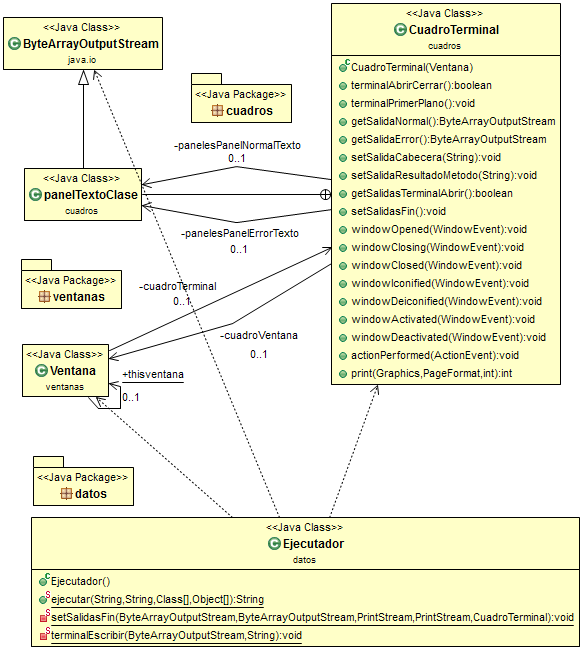 <<Java Class>>
ByteArrayOutputStream
java.io
<<Java Class>>
CuadroTerminal
cuadros
CuadroTerminal(Ventana)
terminalAbrirCerrar():boolean
terminalPrimerPlano():void
getSalidaNormal():ByteArrayOutputStream
getSalidaError():ByteArrayOutputStream
setSalidaCabecera(String):void
setSalidaResultadoMetodo(String):void
getSalidasTerminalAbrir():boolean
setSalidasFin():void
windowOpened(WindowEvent):void
windowClosing(WindowEvent):void
windowClosed(WindowEvent):void
windowIconified(WindowEvent):void
windowDeiconified(WindowEvent):void
windowActivated(WindowEvent):void
windowDeactivated(WindowEvent):void
actionPerformed(ActionEvent):void
print(Graphics,PageFormat,int):int
<<Java Package>>
cuadros
-panelesPanelNormalTexto
0..1
<<Java Class>>
panelTextoClase
cuadros
-panelesPanelErrorTexto
0..1
<<Java Package>>
ventanas
-cuadroTerminal
0..1
-cuadroVentana
0..1
<<Java Class>>
Ventana
ventanas
+thisventana
0..1
<<Java Package>>
datos
<<Java Class>>
Ejecutador
datos
Ejecutador()
ejecutar(String,String,Class[],Object[]):String
setSalidasFin(ByteArrayOutputStream,ByteArrayOutputStream,PrintStream,PrintStream,CuadroTerminal):void
terminalEscribir(ByteArrayOutputStream,String):void